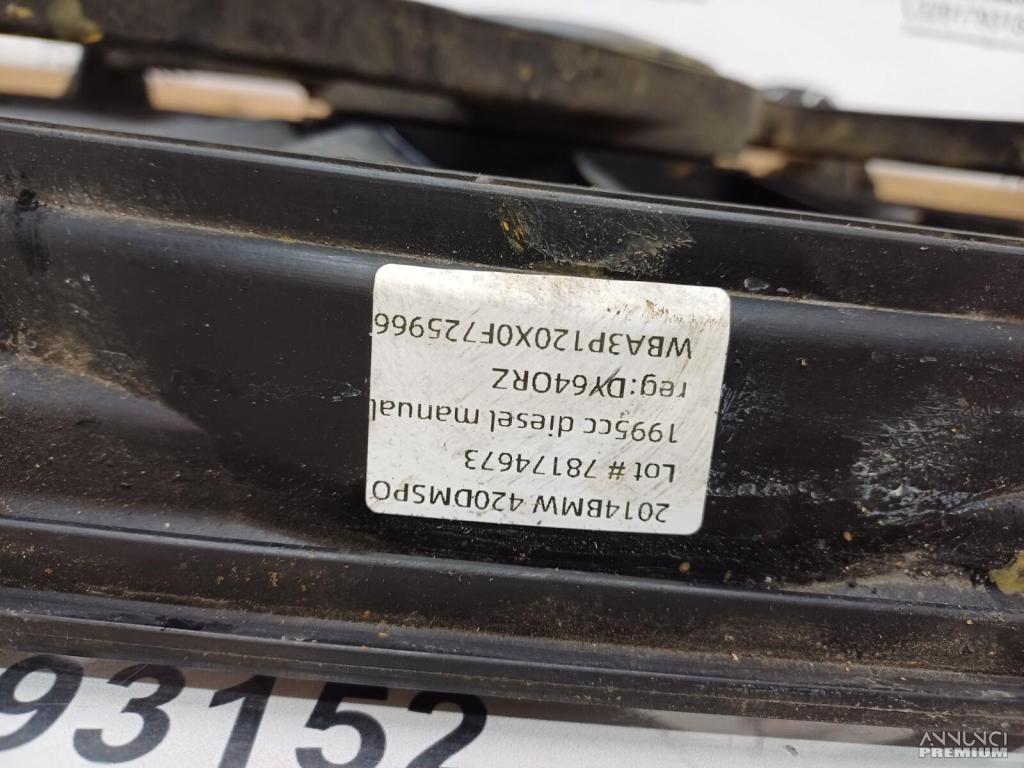 2014BMW 420DMSPO
Lot # 78174673
1995cc diesel manual
reg:DY64ORZ
WBA3P120X0F725966
93152
ANNUNCI
PREMIUM